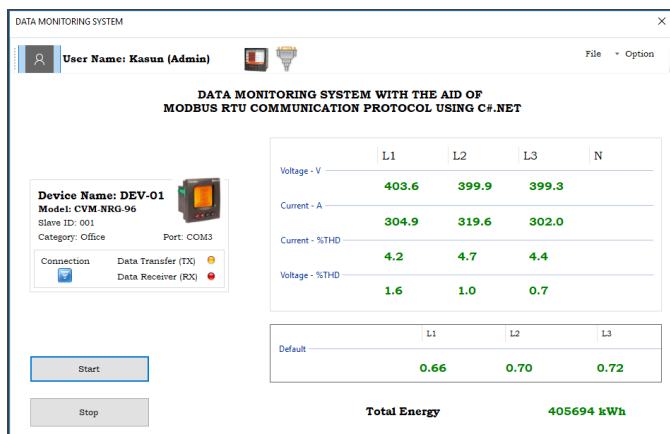 DATA MONITORING SYSTEM
User Name: Kasun (Admin)
File Option
DATA MONITORING SYSTEM WITH THE AID OF
MODBUS RTU COMMUNICATION PROTOCOL USING C#.NET
Device Name: DEV-01
Model: CVM-NRG-96
Slave ID: 001
Category: Office Port: COM3
Connection Data Transfer (TX)
Data Receiver (RX)
Start
Stop
L1 L2 L3 N
Voltage - V
403.6 399.9 399.3
Current - A
304.9 319.6 302.0
Current - %THD
4.2 4.7 4.4
Voltage - %THD
1.6 1.0 0.7
L1 L2 L3
Default
0.66 0.70 0.72
Total Energy 405694 kWh